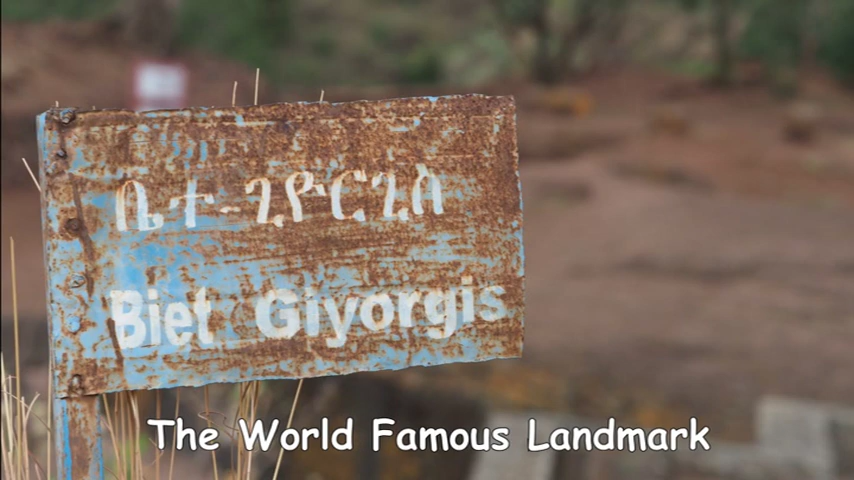 ቤተ-ጊዮርጊስ
Biet Giyorgis
The World Famous Landmark